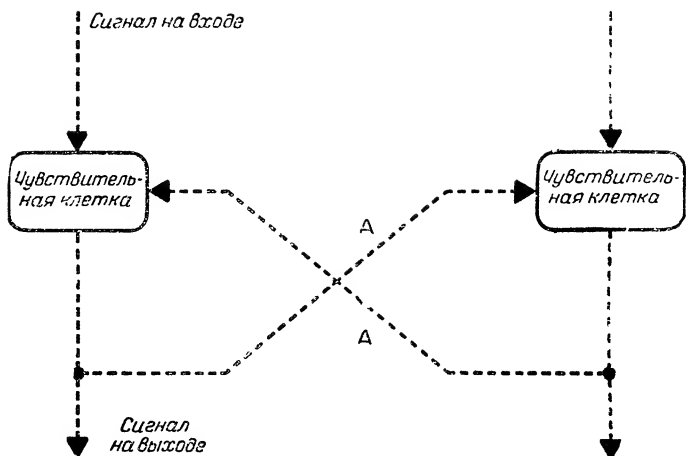 Сигнал на входе
Чувствитель-
ная клетка
Чувствитель-
ная клетка
А
А
Сигнал
на выходе